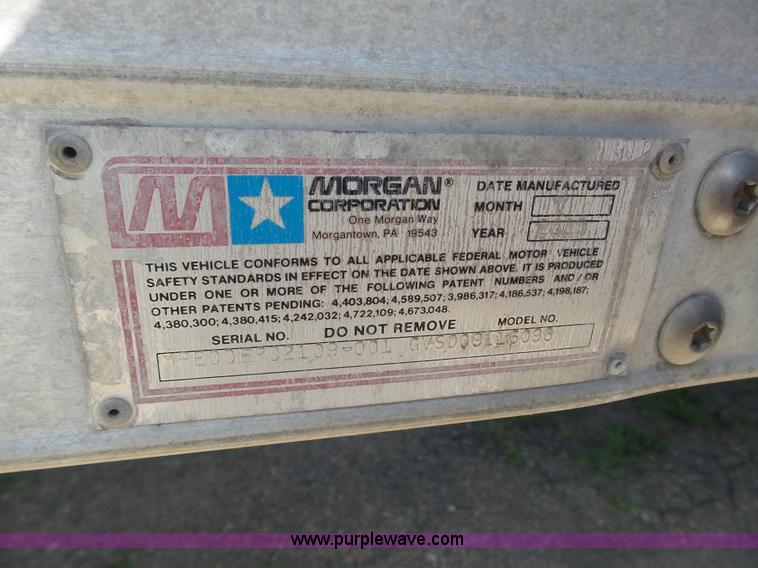 MORGAN®
CORPORATION
One Morgan Way
Morgantown, PA 19543
DATE MANUFACTURED
MONTH
YEAR
THIS VEHICLE CONFORMS TO ALL APPLICABLE FEDERAL MOTOR VEHICLE
SAFETY STANDARDS IN EFFECT ON THE DATE SHOWN ABOVE. IT IS PRODUCED
UNDER ONE OR MORE OF THE FOLLOWING PATENT NUMBERS AND/OR
OTHER PATENTS PENDING: 4,403,804; 4,589,507; 3,986,317; 4,186,537; 4,198,187;
4,380,300; 4,380,415; 4,242,032; 4,722,109; 4,673,048.
SERIAL NO. DO NOT REMOVE MODEL NO.
GVSD09116096
www.purplewave.com